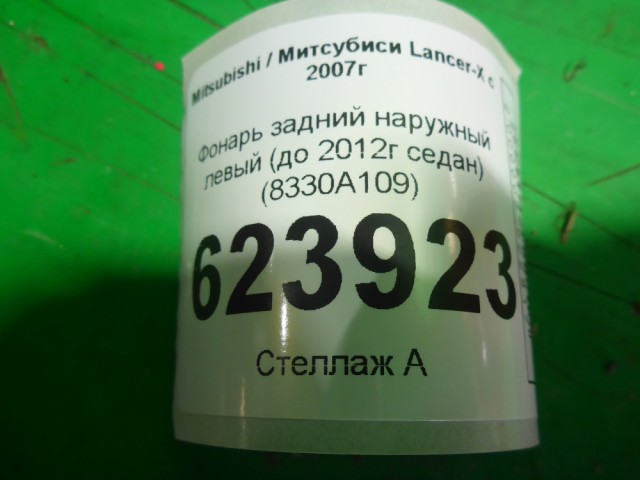 Mitsubishi / Митсубиси Lancer-X с
2007г
Фонарь задний наружный
левый (до 2012г седан)
(8330A109)
623923
Стеллаж А